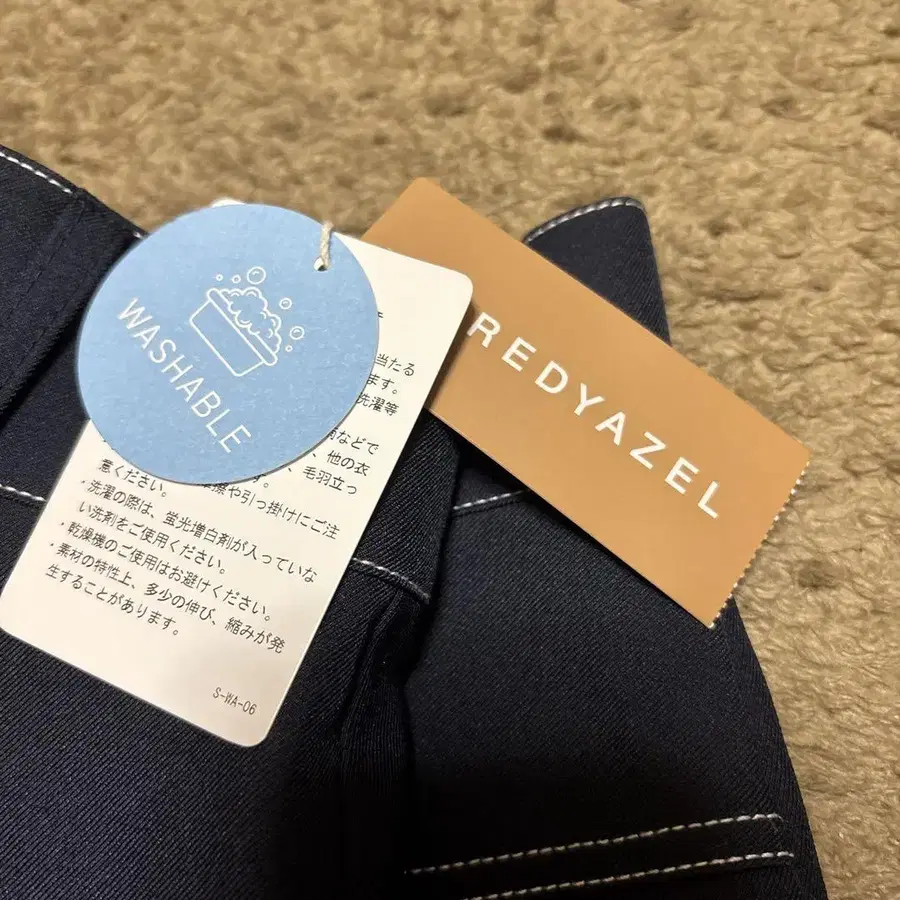 WASHABLE
REDYAZEL
当たる
ます。
洗濯等
などで
、他の衣
、毛羽立っ
意ください。
や引っ掛けにご注
・洗濯の際は、蛍光増白剤が入っていな
い洗剤をご使用ください。
・乾燥機のご使用はお避けください。
・素材の特性上、多少の伸び、縮みが発
生することがあります。
S-WA-06